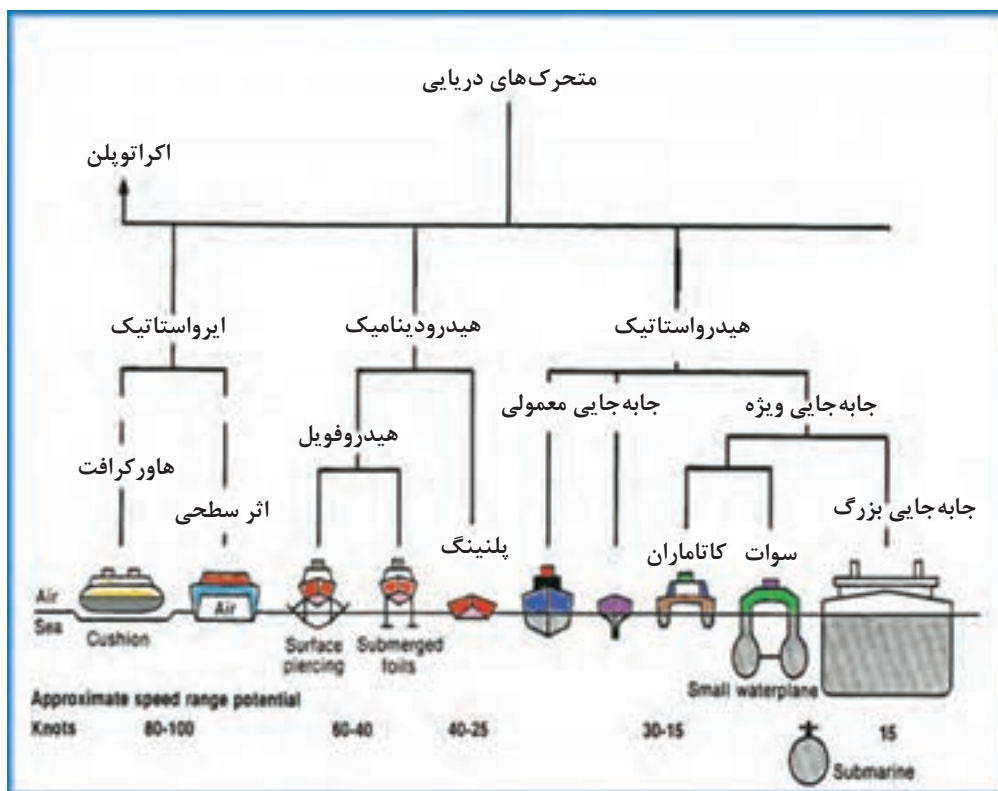 متحرک‌های دریایی
اکراتوپلن
ایرواستاتیک
هیدرودینامیک
هیدرواستاتیک
هاورکرافت
اثر سطحی
هیدروفویل
پلنینگ
جابه‌جایی معمولی
جابه‌جایی ویژه
کاتاماران
سوات
جابه‌جایی بزرگ
Air
Sea
Cushion
Air
Surface
piercing
Submerged
foils
Small waterplane
Approximate speed range potential
Knots 80-100 60-40 40-25 30-15 15
Submarine